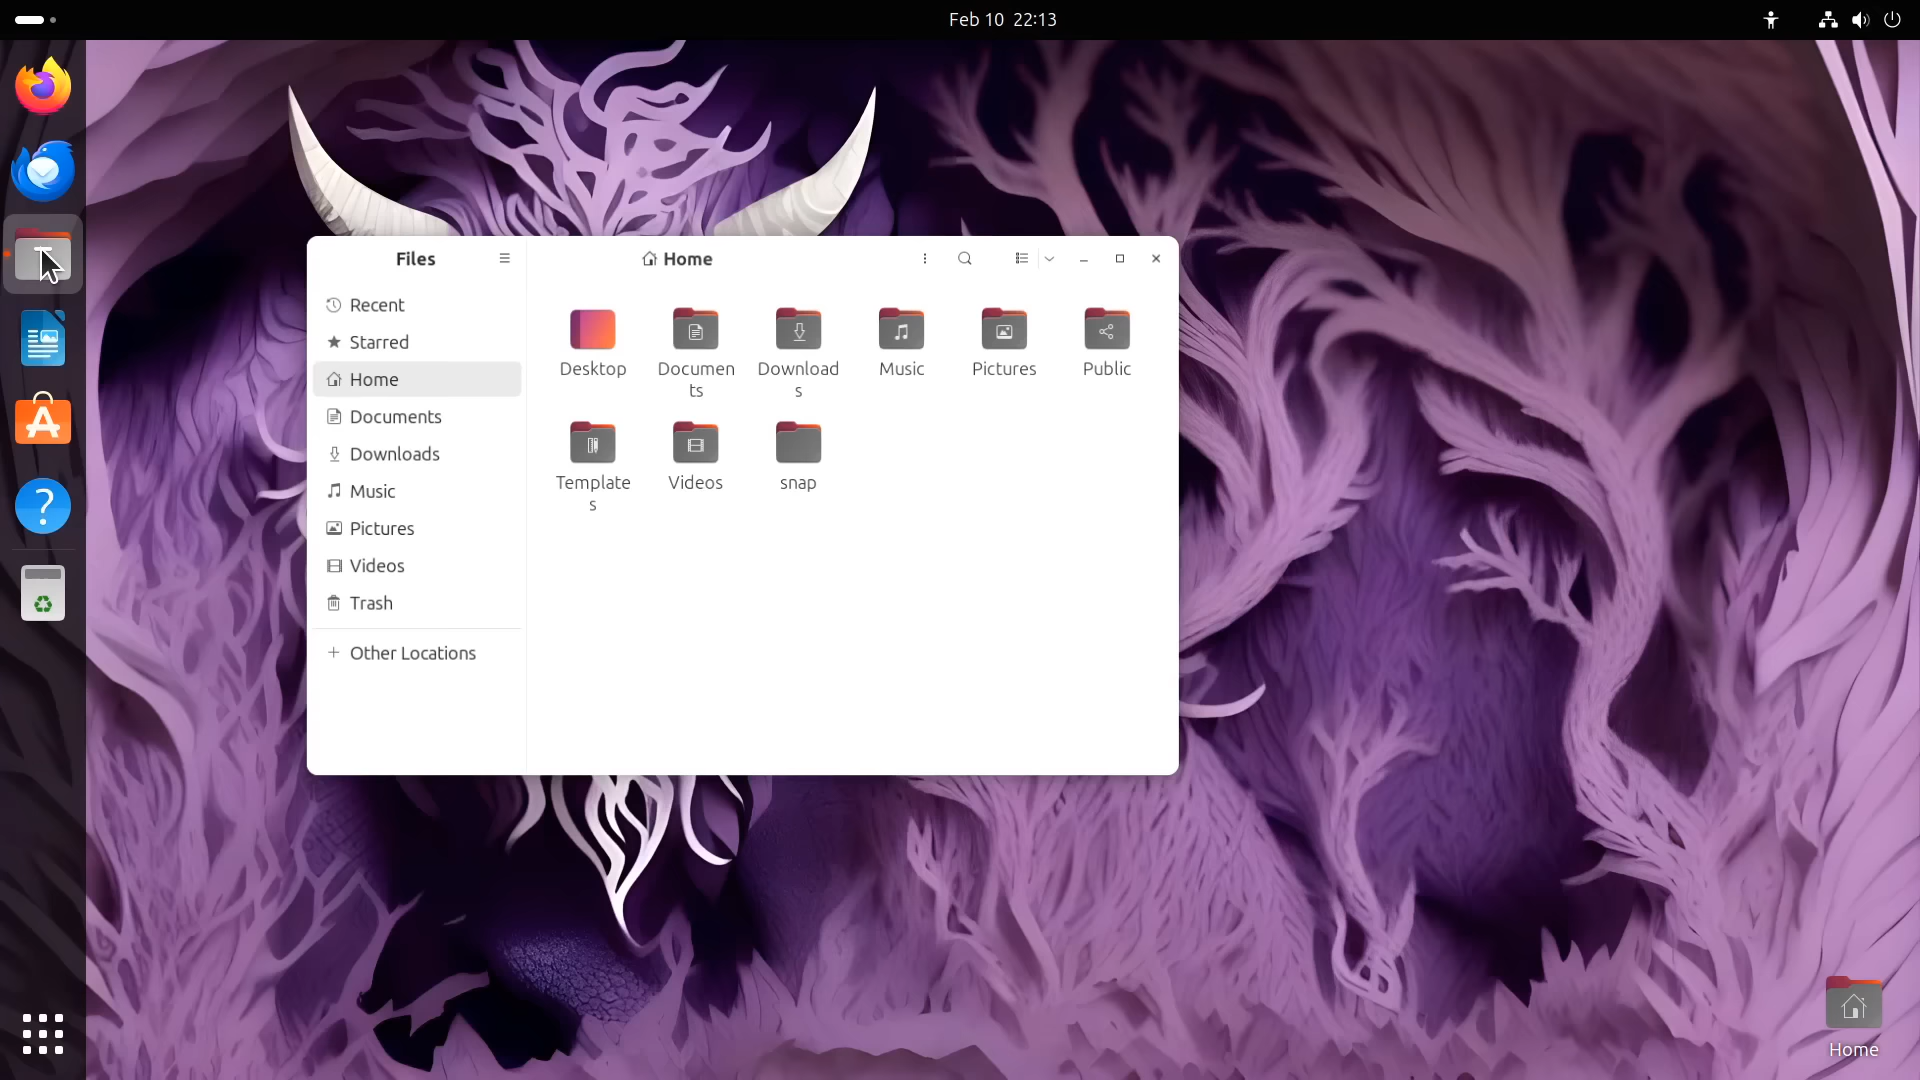 Feb 10 22:13
Files
Home
Recent
Starred
Home
Documents
Downloads
Music
Pictures
Videos
Trash
Other Locations
Desktop
Documen
ts
Download
s
Music
Pictures
Public
Template
s
Videos
snap
Home